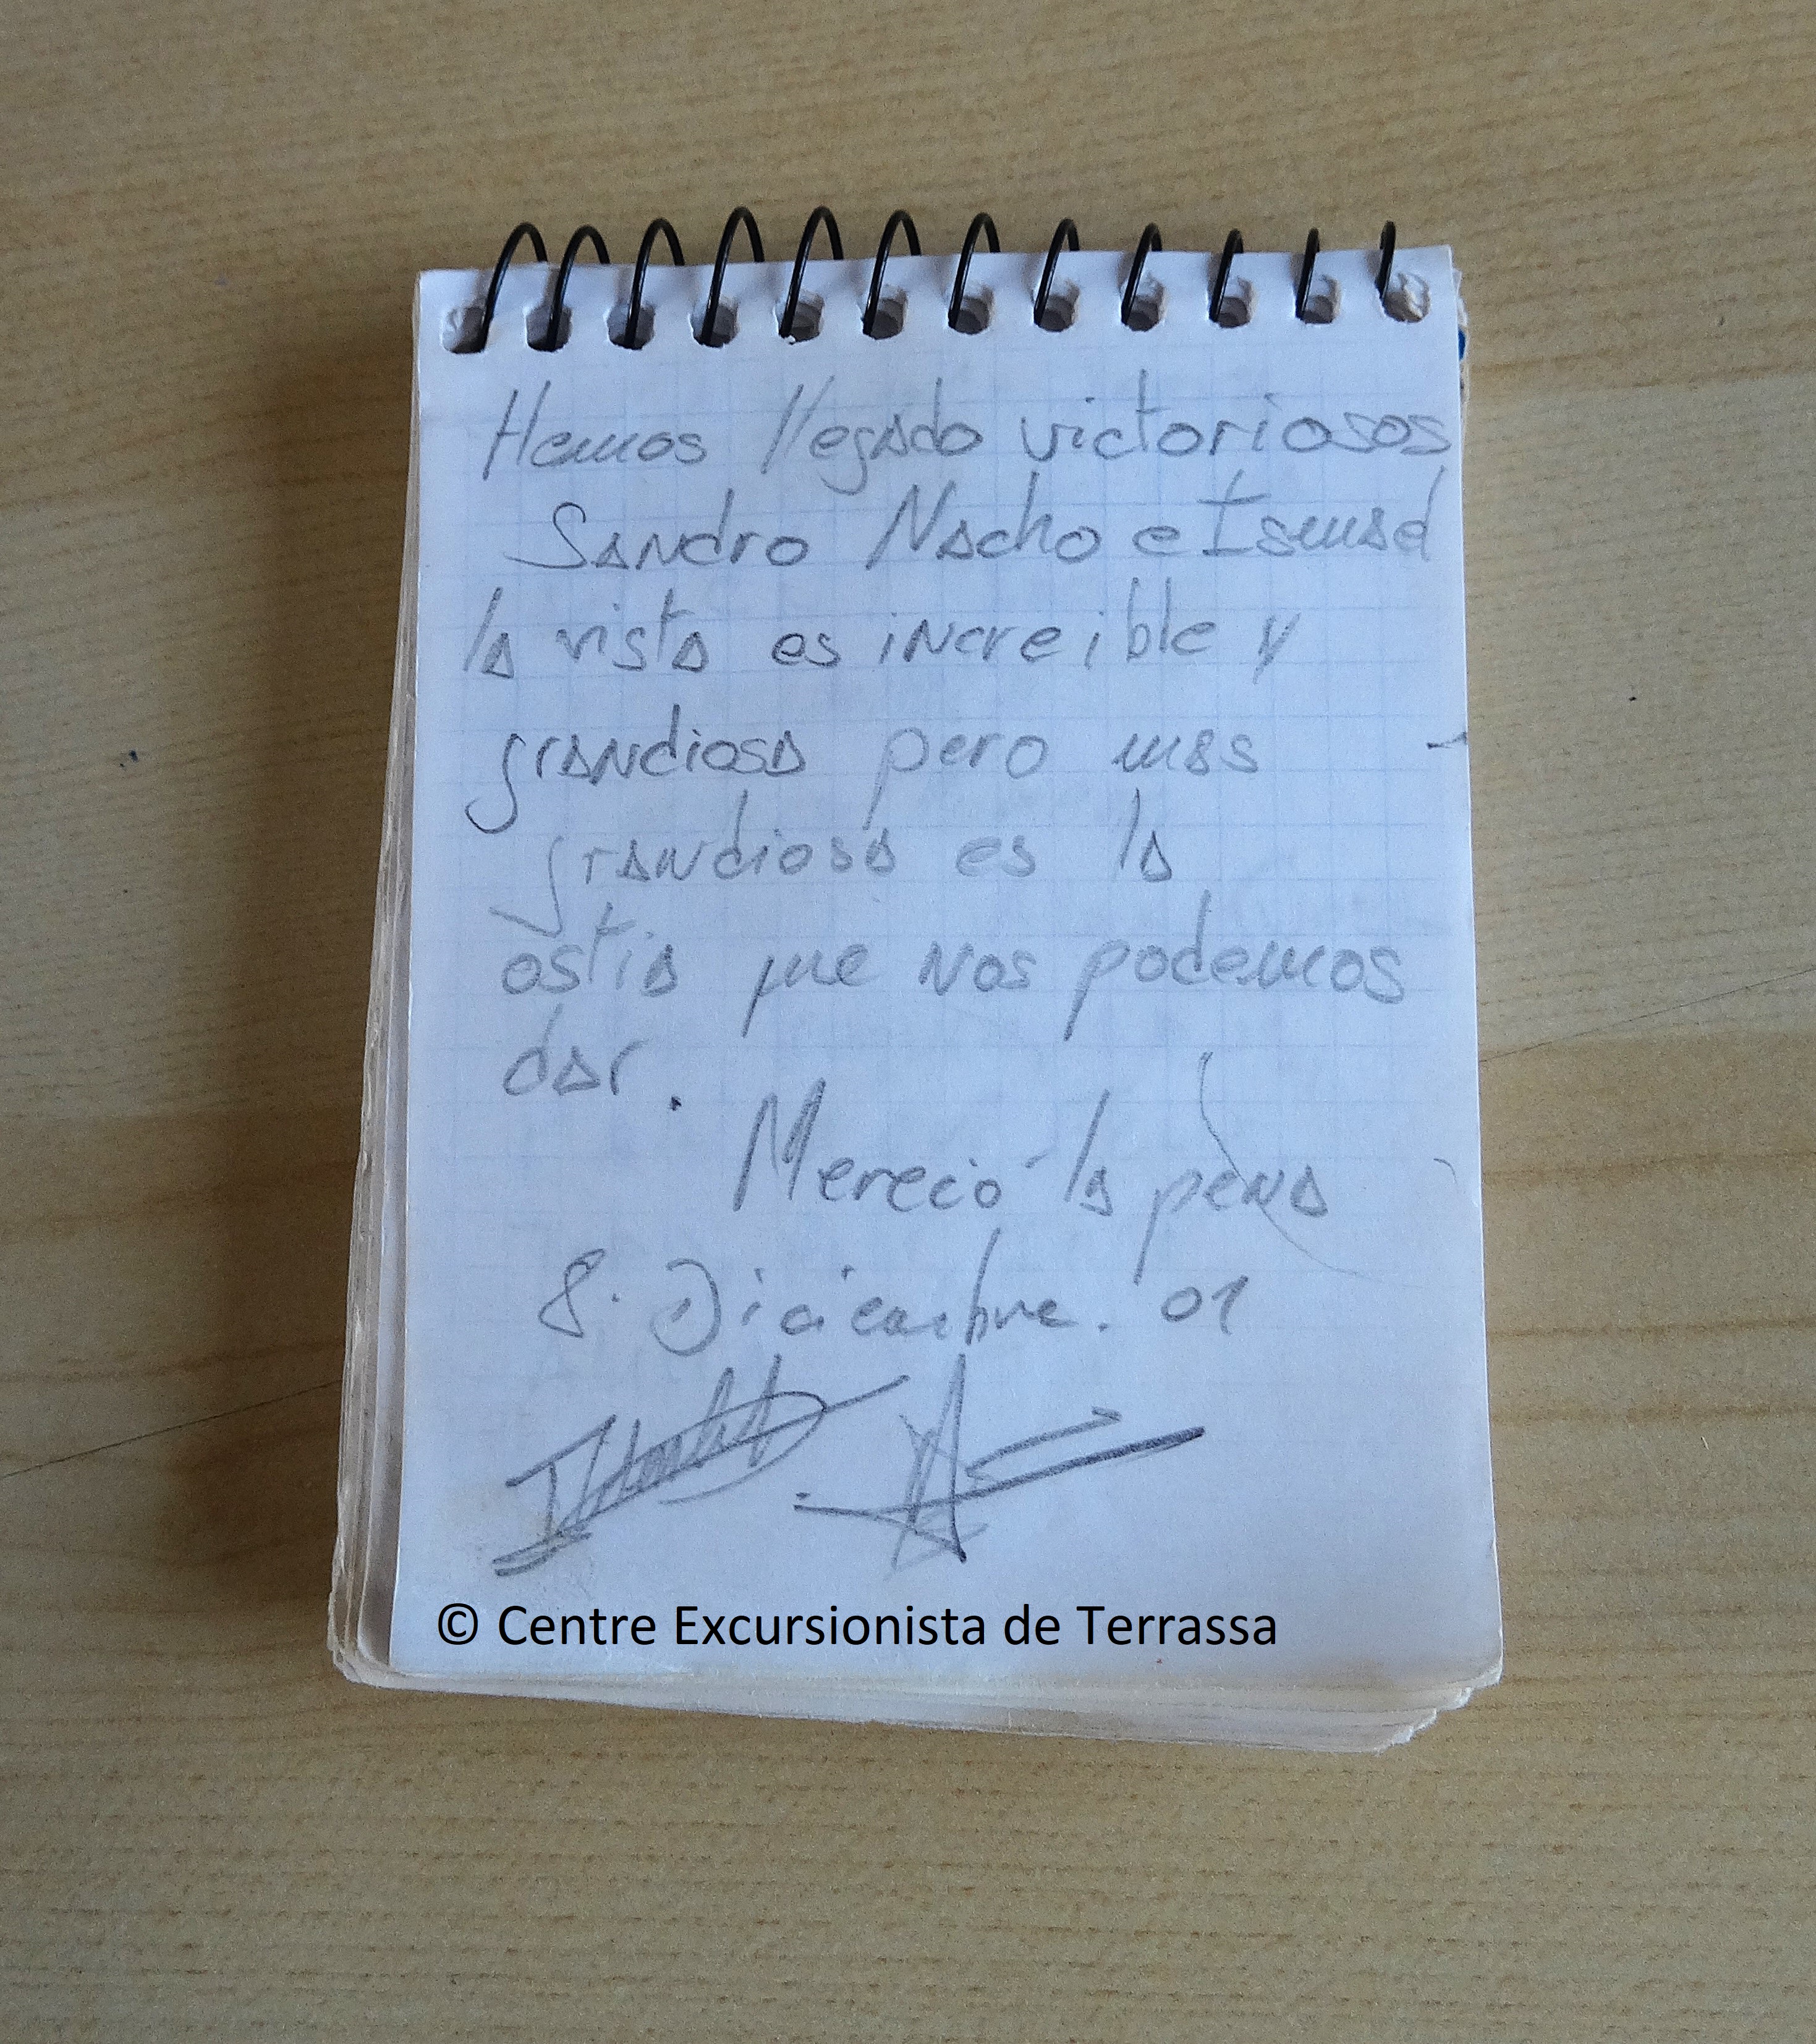 Hemos llegado victoriosos
Sandro Nacho e Ismael
la vista es increible y
grandiosa pero mas
grandiosa es la
ostia que nos podemos
dar.
Mereció la pena
8. Diciembre. 01
© Centre Excursionista de Terrassa